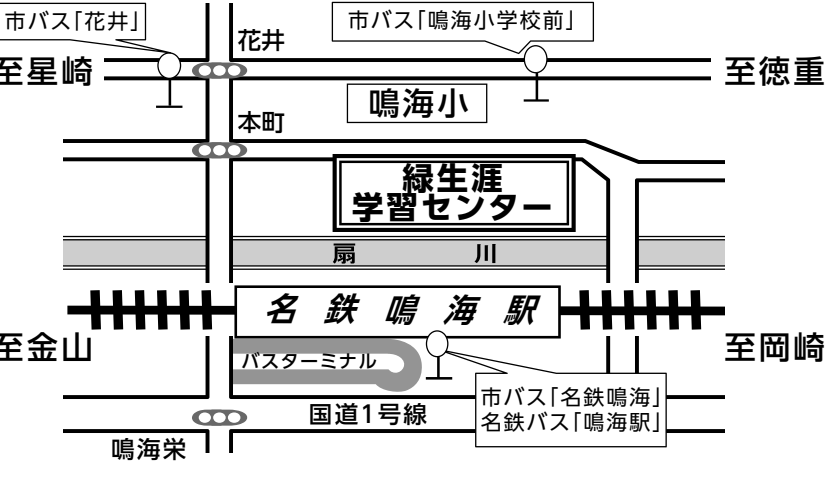 市バス「花井」
市バス「鳴海小学校前」
花井
至星崎
至徳重
鳴海小
本町
緑生涯
学習センター
扇川
名鉄鳴海駅
至金山
至岡崎
バスターミナル
市バス「名鉄鳴海」
名鉄バス「鳴海駅」
国道1号線
鳴海栄